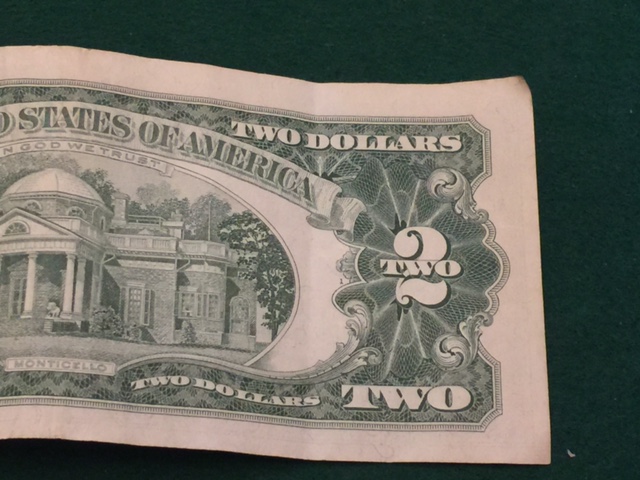 D STATES OF AMERICA
TWO DOLLARS
N GOD WE TRUST
2
TWO
MONTICELLO
TWO DOLLARS
TWO